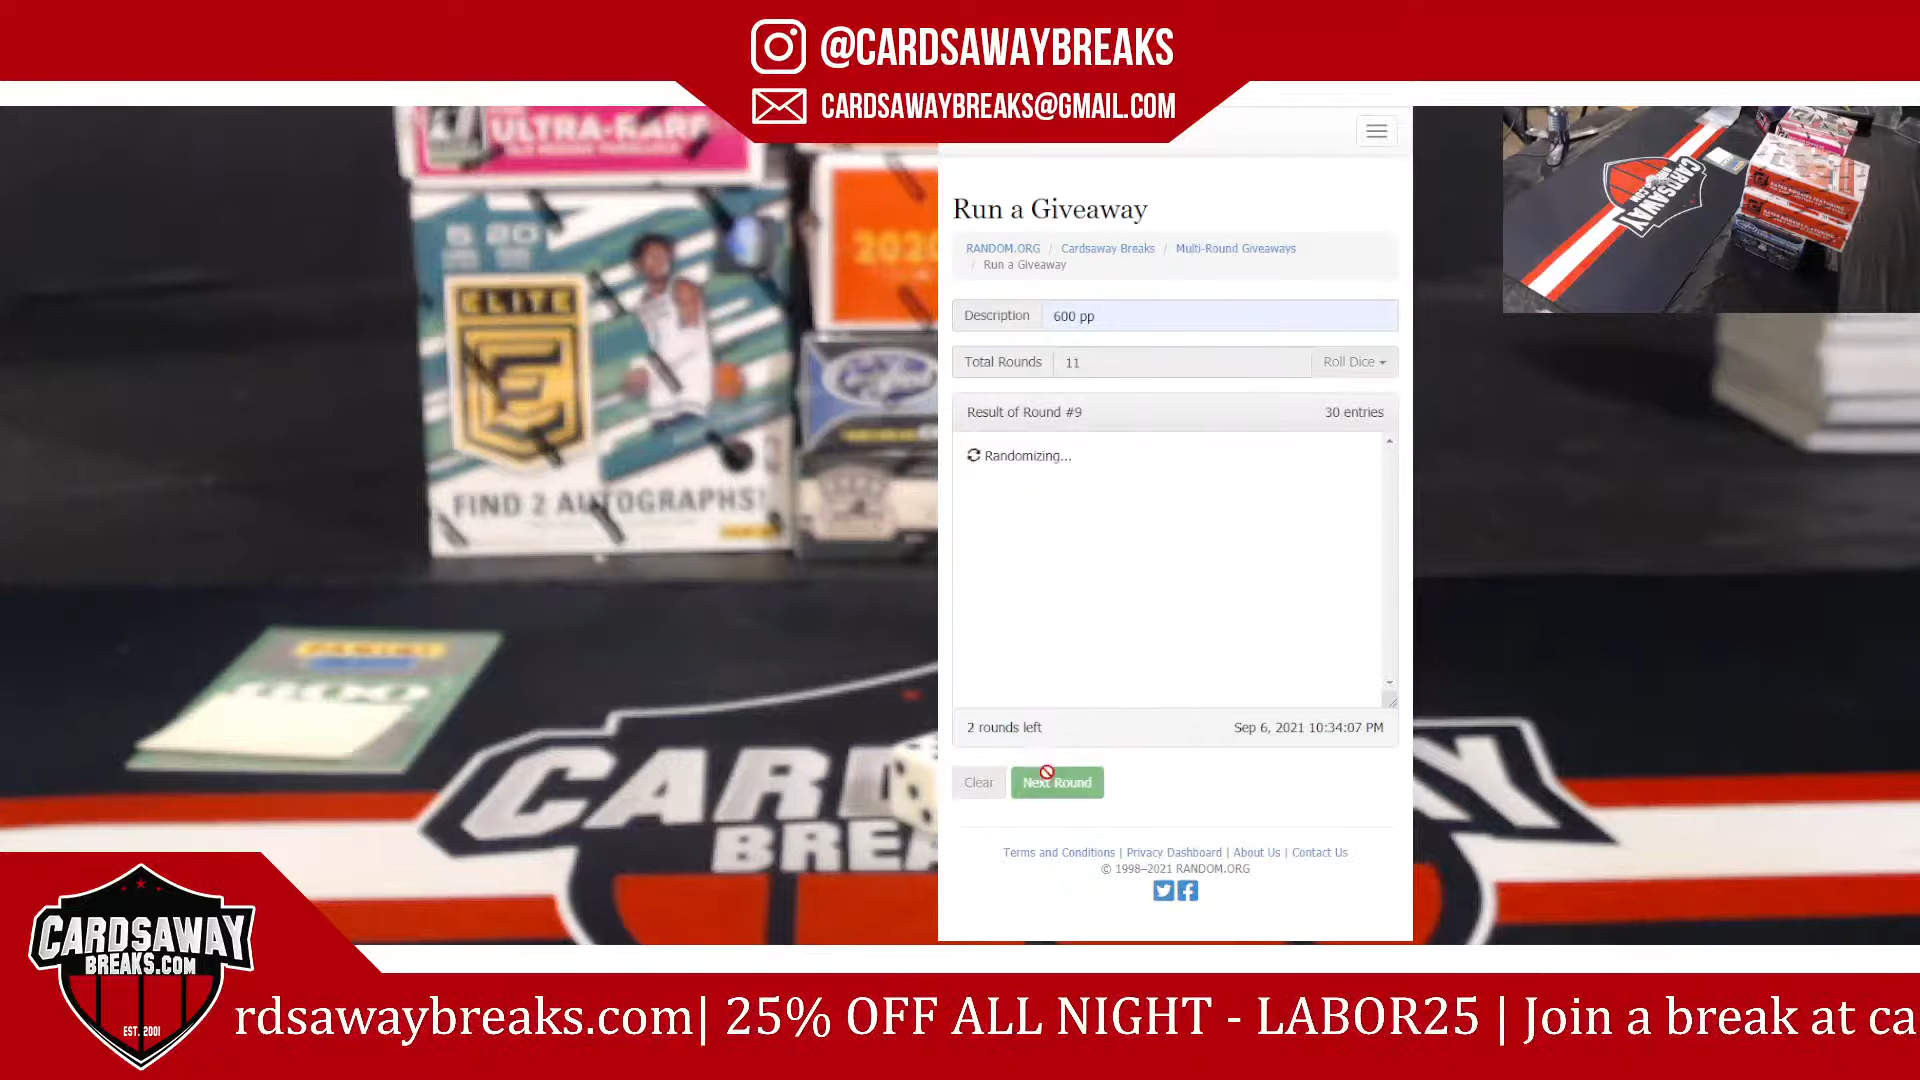 @CARDSAWAYBREAKS
CARDSAWAYBREAKS@GMAIL.COM
ULTRA-RARE
5 20
ELITE
E
FIND 2 AUTOGRAPHS!
2020
Run a Giveaway
RANDOM.ORG / Cardsaway Breaks / Multi-Round Giveaways
/ Run a Giveaway
Description 600 pp
Total Rounds 11 Roll Dice
Result of Round #9 30 entries
Randomizing...
2 rounds left Sep 6, 2021 10:34:07 PM
Clear Next Round
Terms and Conditions | Privacy Dashboard | About Us | Contact Us
© 1998–2021 RANDOM.ORG
PANINI
CARDSAWAY
BREAKS.COM
EST. 2001
rdsawaybreaks.com| 25% OFF ALL NIGHT - LABOR25 | Join a break at ca